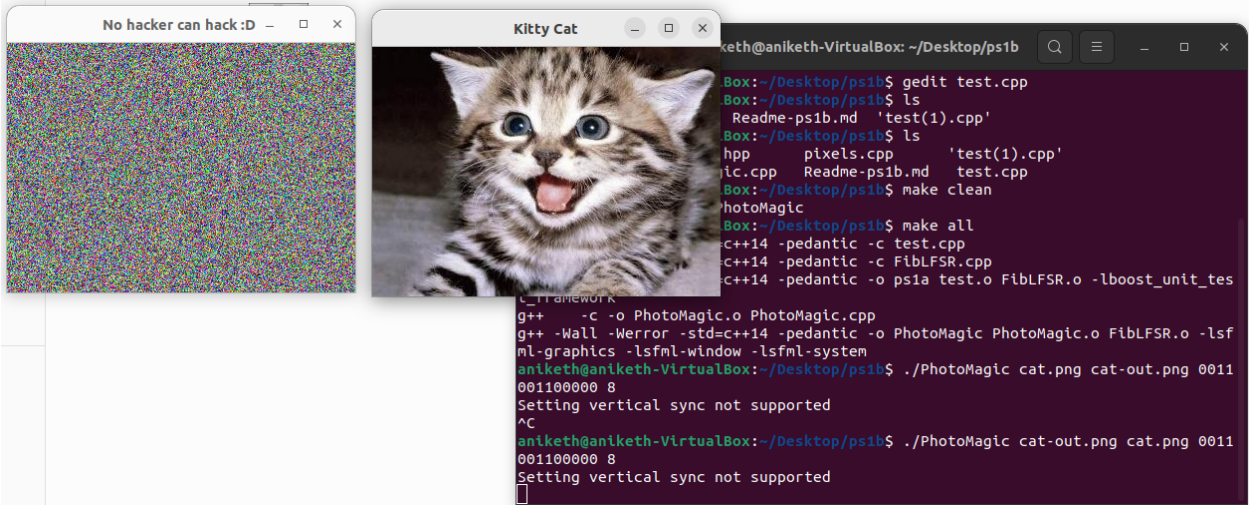 No hacker can hack :D
Kitty Cat
keth@aniketh-VirtualBox: ~/Desktop/ps1b
Box:~/Desktop/ps1b$ gedit test.cpp
Box:~/Desktop/ps1b$ ls
Readme-ps1b.md 'test(1).cpp'
Box:~/Desktop/ps1b$ ls
hpp pixels.cpp 'test(1).cpp'
ic.cpp Readme-ps1b.md test.cpp
Box:~/Desktop/ps1b$ make clean
hotoMagic
Box:~/Desktop/ps1b$ make all
=c++14 -pedantic -c test.cpp
=c++14 -pedantic -c FibLFSR.cpp
=c++14 -pedantic -o ps1a test.o FibLFSR.o -lboost_unit_tes
t_framework
g++ -c -o PhotoMagic.o PhotoMagic.cpp
g++ -Wall -Werror -std=c++14 -pedantic -o PhotoMagic PhotoMagic.o FibLFSR.o -lsf
ml-graphics -lsfml-window -lsfml-system
aniketh@aniketh-VirtualBox:~/Desktop/ps1b$ ./PhotoMagic cat.png cat-out.png 0011
001100000 8
Setting vertical sync not supported
^C
aniketh@aniketh-VirtualBox:~/Desktop/ps1b$ ./PhotoMagic cat-out.png cat.png 0011
001100000 8
Setting vertical sync not supported